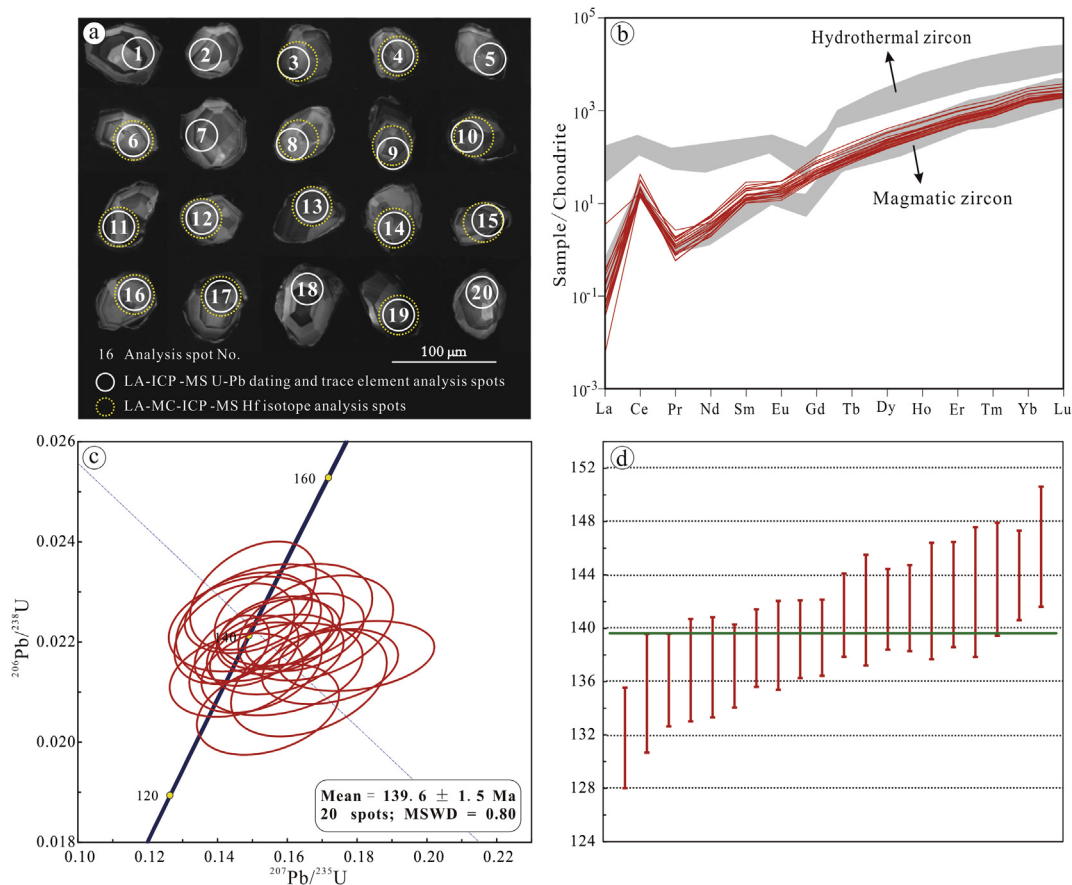 a
1 2 3 4 5
6 7 8 9 10
11 12 13 14 15
16 17 18 19 20
16 Analysis spot No.
100 μm
LA-ICP-MS U-Pb dating and trace element analysis spots
LA-MC-ICP-MS Hf isotope analysis spots
b
10⁵
10³
10¹
10⁻¹
10⁻³
Sample/Chondrite
Hydrothermal zircon
Magmatic zircon
La Ce Pr Nd Sm Eu Gd Tb Dy Ho Er Tm Yb Lu
c
0.026
0.024
0.022
0.020
0.018
²⁰⁶Pb/²³⁸U
160
140
120
Mean = 139.6 ± 1.5 Ma
20 spots; MSWD = 0.80
0.10 0.12 0.14 0.16 0.18 0.20 0.22
²⁰⁷Pb/²³⁵U
d
152
148
144
140
136
132
128
124